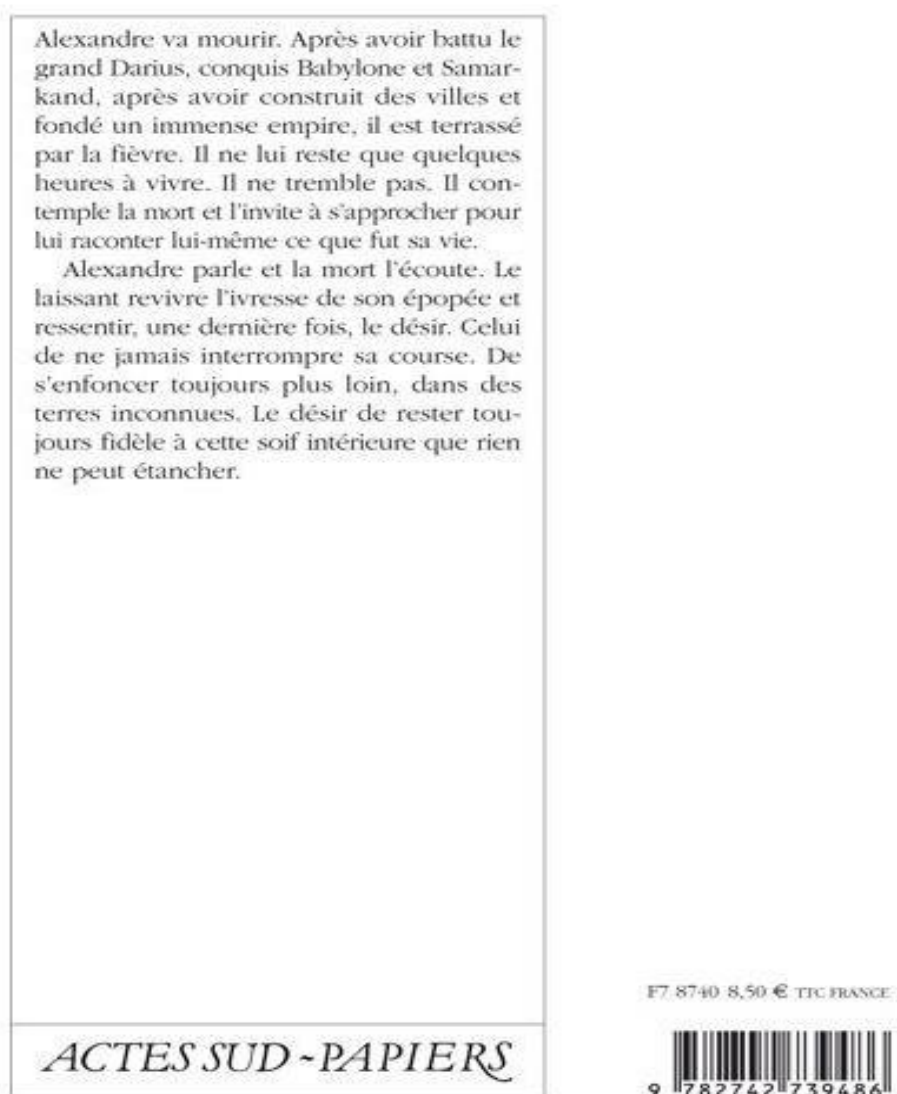 Alexandre va mourir. Après avoir battu le
grand Darius, conquis Babylone et Samar-
kand, après avoir construit des villes et
fondé un immense empire, il est terrassé
par la fièvre. Il ne lui reste que quelques
heures à vivre. Il ne tremble pas. Il con-
temple la mort et l'invite à s'approcher pour
lui raconter lui-même ce que fut sa vie.
Alexandre parle et la mort l'écoute. Le
laissant revivre l'ivresse de son épopée et
ressentir, une dernière fois, le désir. Celui
de ne jamais interrompre sa course. De
s'enfoncer toujours plus loin, dans des
terres inconnues. Le désir de rester tou-
jours fidèle à cette soif intérieure que rien
ne peut étancher.
ACTES SUD ~ PAPIERS
F7 8740 8,50 € TTC FRANCE
9 782742 739486